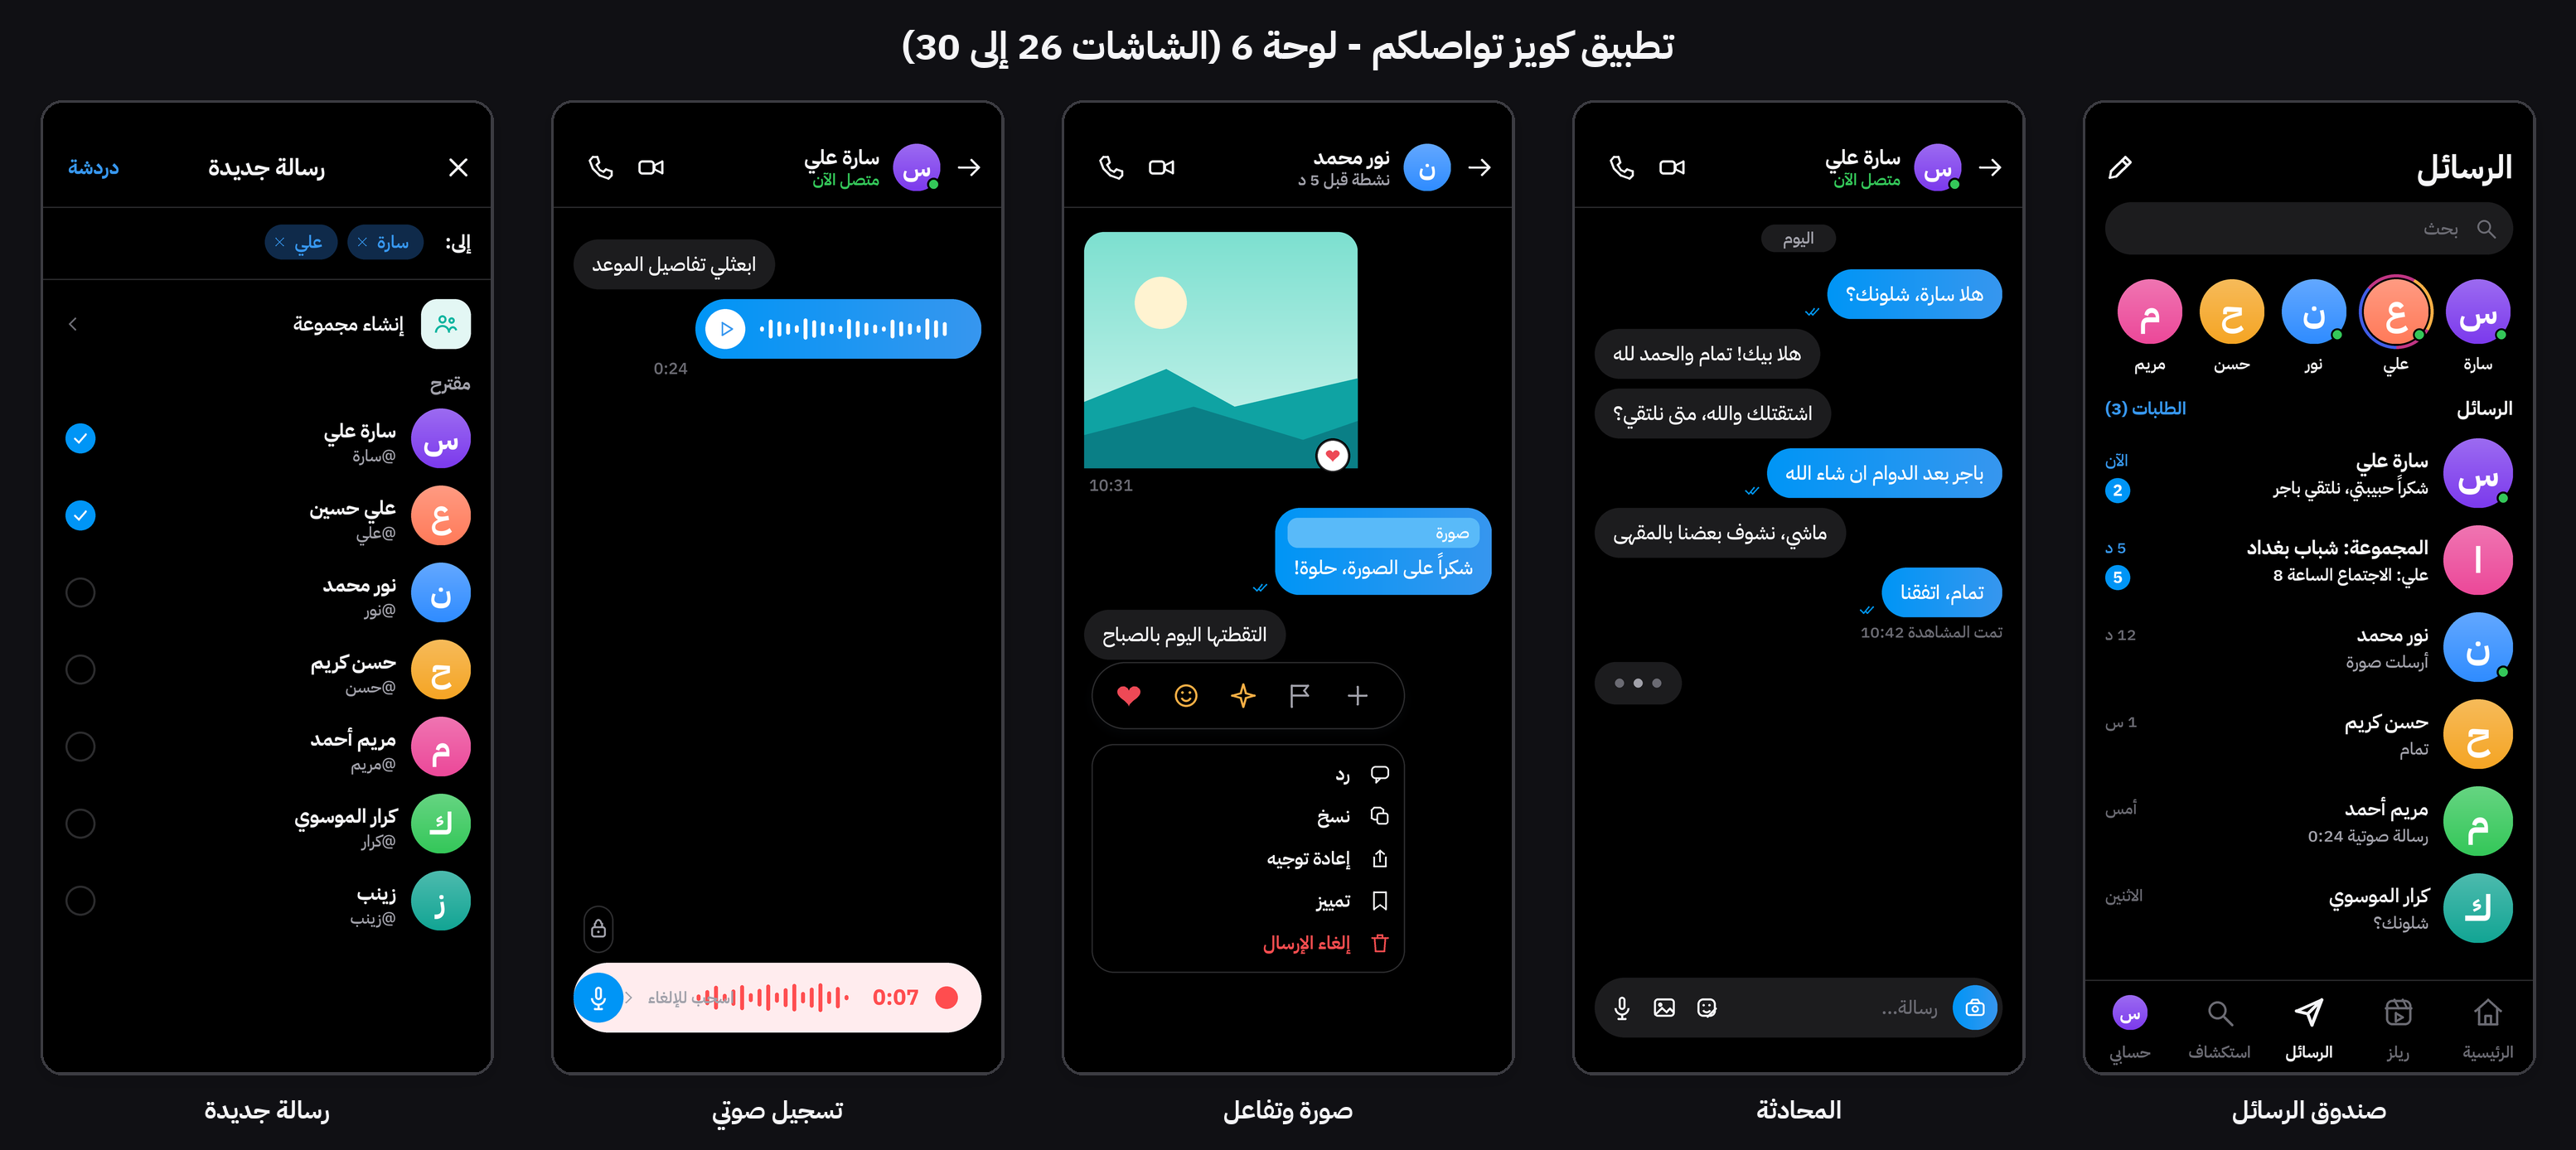 تطبيق كويز تواصلكم - لوحة 6 (الشاشات 26 إلى 30)
الرسائل
بحث
س
ع
ن
ح
م
سارة
علي
نور
حسن
مريم
الرسائل
الطلبات (3)
س
سارة علي
الآن
شكراً حبيبتي، نلتقي باجر
2
ا
المجموعة: شباب بغداد
5 د
علي: الاجتماع الساعة 8
5
ن
نور محمد
12 د
أرسلت صورة
ح
حسن كريم
1 س
تمام
م
مريم أحمد
أمس
رسالة صوتية 0:24
ك
كرار الموسوي
الاثنين
شلونك؟
س
الرئيسية
ريلز
الرسائل
استكشاف
حسابي
صندوق الرسائل
س
سارة علي
متصل الآن
اليوم
هلا سارة، شلونك؟
هلا بيك! تمام والحمد لله
اشتقتلك والله، متى نلتقي؟
باجر بعد الدوام ان شاء الله
ماشي، نشوف بعضنا بالمقهى
تمام، اتفقنا
تمت المشاهدة 10:42
رسالة...
المحادثة
ن
نور محمد
نشطة قبل 5 د
10:31
صورة
شكراً على الصورة، حلوة!
التقطتها اليوم بالصباح
رد
نسخ
إعادة توجيه
تمييز
إلغاء الإرسال
صورة وتفاعل
س
سارة علي
متصل الآن
ابعثلي تفاصيل الموعد
0:24
0:07
اسحب للإلغاء
تسجيل صوتي
رسالة جديدة
دردشة
إلى:
سارة
علي
إنشاء مجموعة
مقترح
س
سارة علي
@سارة
ع
علي حسين
@علي
ن
نور محمد
@نور
ح
حسن كريم
@حسن
م
مريم أحمد
@مريم
ك
كرار الموسوي
@كرار
ز
زينب
@زينب
رسالة جديدة